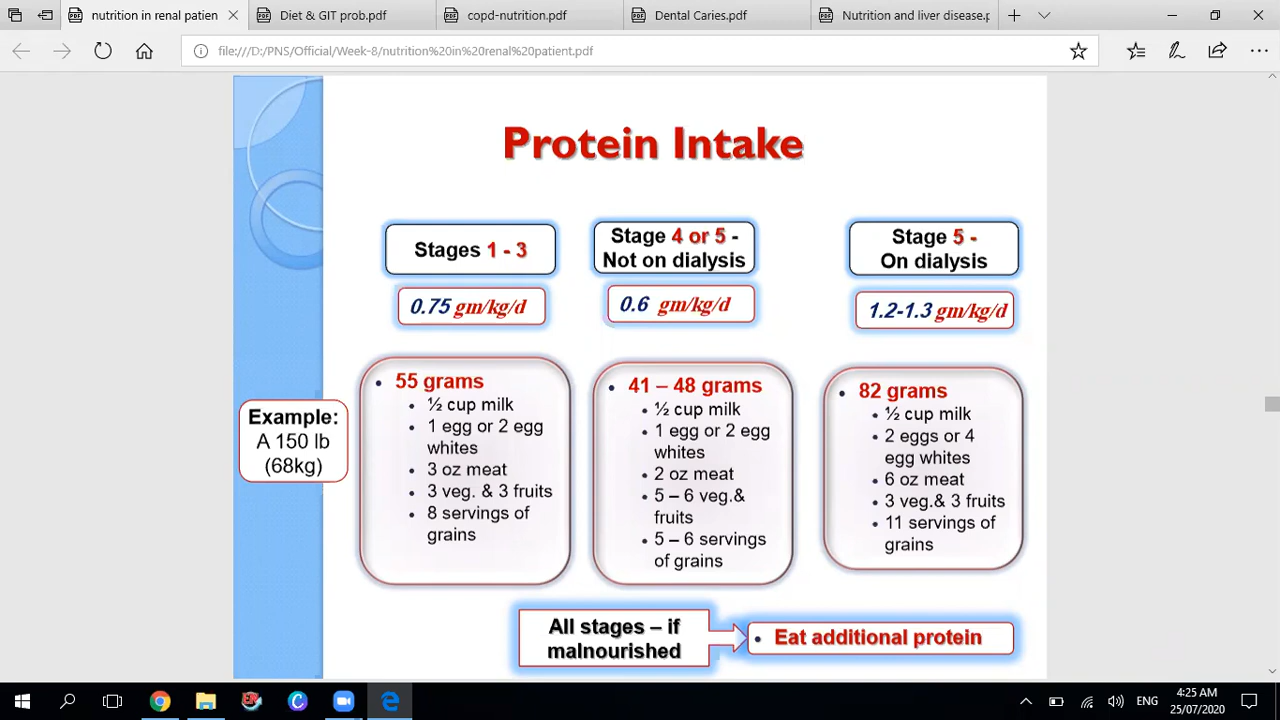 nutrition in renal patien
Diet & GIT prob.pdf
copd-nutrition.pdf
Dental Caries.pdf
Nutrition and liver disease.p
file:///D:/PNS/Official/Week-8/nutrition%20in%20renal%20patient.pdf
Protein Intake
Stages 1 - 3
0.75 gm/kg/d
Stage 4 or 5 -
Not on dialysis
0.6 gm/kg/d
Stage 5 -
On dialysis
1.2-1.3 gm/kg/d
Example:
A 150 lb
(68kg)
• 55 grams
• ½ cup milk
• 1 egg or 2 egg
whites
• 3 oz meat
• 3 veg. & 3 fruits
• 8 servings of
grains
• 41 – 48 grams
• ½ cup milk
• 1 egg or 2 egg
whites
• 2 oz meat
• 5 – 6 veg.&
fruits
• 5 – 6 servings
of grains
• 82 grams
• ½ cup milk
• 2 eggs or 4
egg whites
• 6 oz meat
• 3 veg.& 3 fruits
• 11 servings of
grains
All stages – if
malnourished
• Eat additional protein
ENG
4:25 AM
25/07/2020